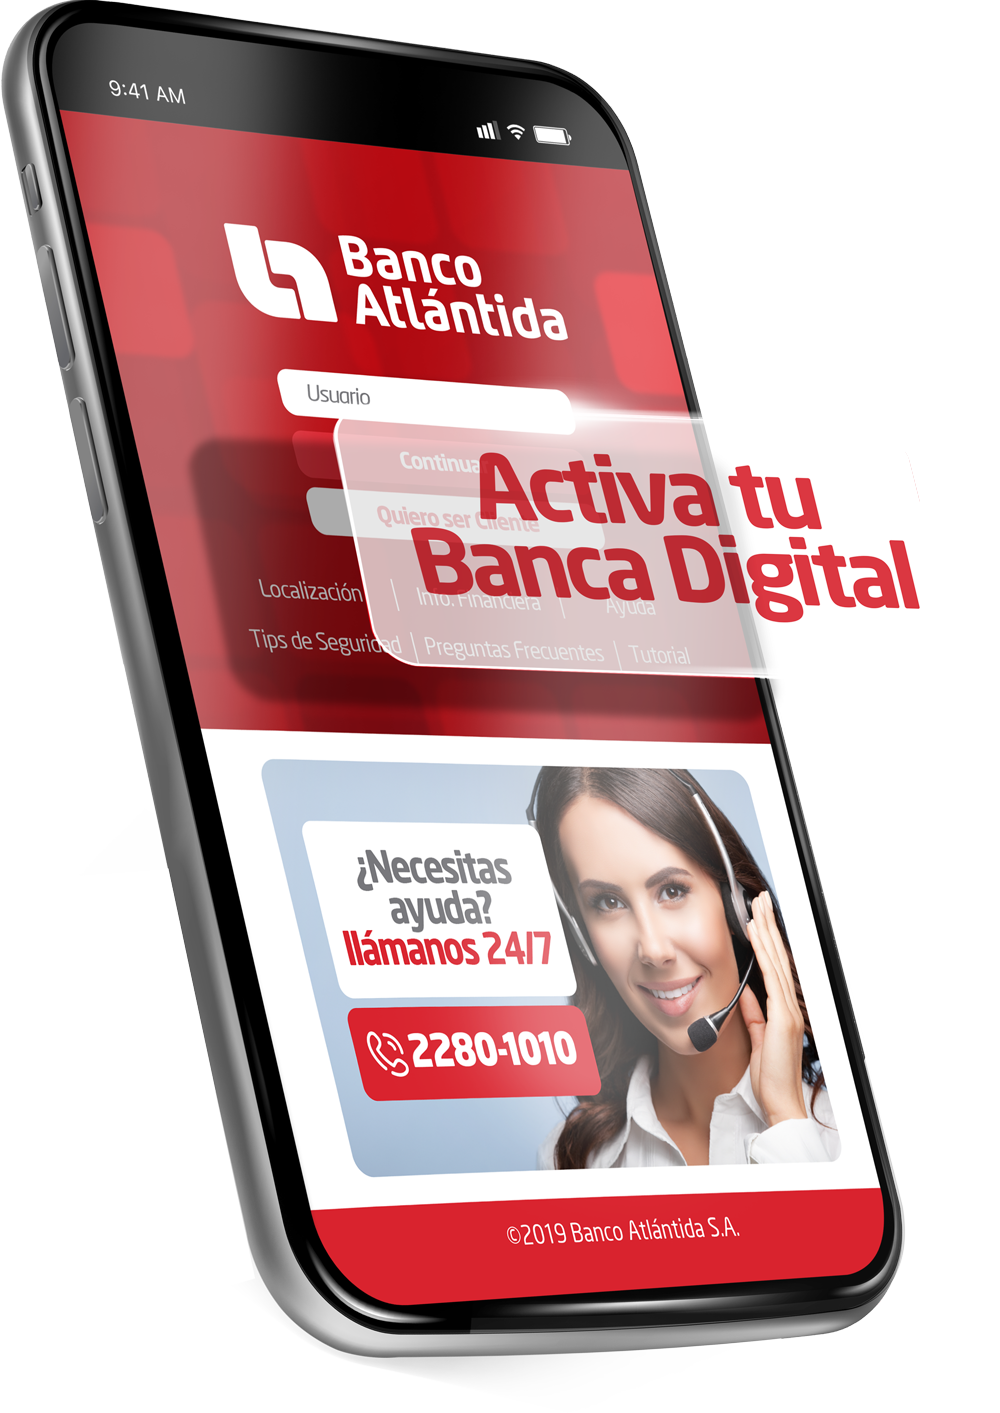 9:41 AM
Banco
Atlántida
Usuario
Continuar
Activa tu
Quiero ser Cliente
Banca Digital
Localización | Info. Financiera | Ayuda
Tips de Seguridad | Preguntas Frecuentes | Tutorial
¿Necesitas
ayuda?
llámanos 24/7
2280-1010
©2019 Banco Atlántida S.A.